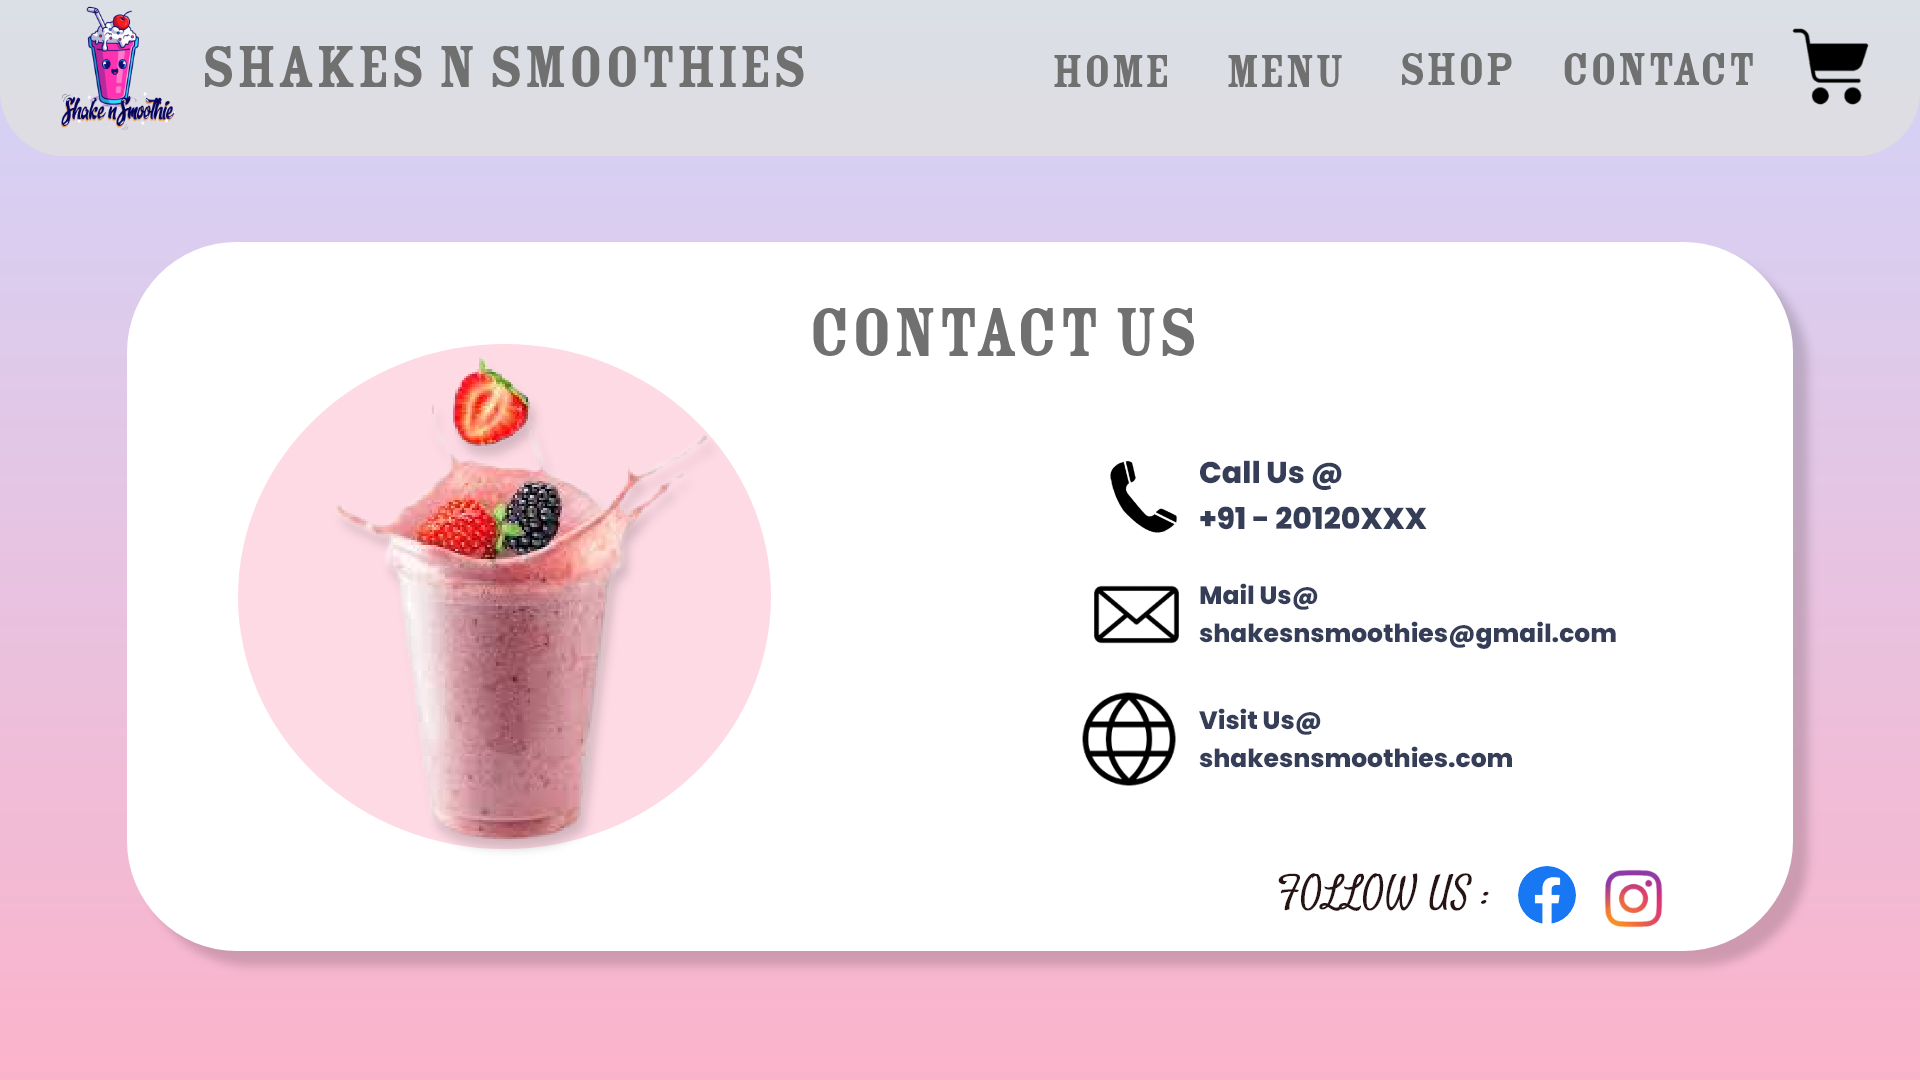 Shake n Smoothie
SHAKES N SMOOTHIES
HOME MENU SHOP CONTACT
CONTACT US
Call Us @
+91 - 20120XXX
Mail Us@
shakesnsmoothies@gmail.com
Visit Us@
shakesnsmoothies.com
FOLLOW US :